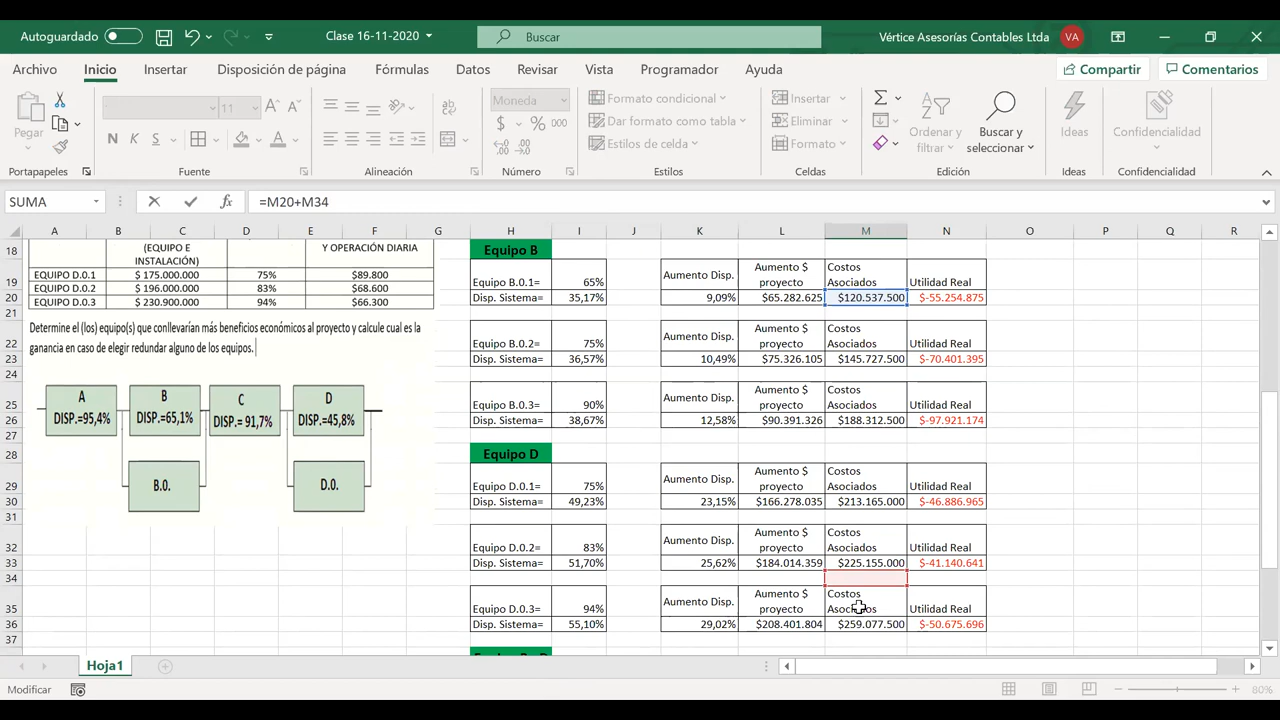 Autoguardado Clase 16-11-2020 Buscar Vértice Asesorías Contables Ltda VA
Archivo Inicio Insertar Disposición de página Fórmulas Datos Revisar Vista Programador Ayuda Compartir Comentarios
Pegar 11 A A ab Moneda Formato condicional Insertar Σ Ordenar y Buscar y Ideas Confidencialidad
N K S A $ % 000 Dar formato como tabla Eliminar filtrar seleccionar
Estilos de celda Formato
Portapapeles Fuente Alineación Número Estilos Celdas Edición Ideas Confidencialidad
SUMA fx =M20+M34
A B C D E F G H I J K L M N O P Q R
18 (EQUIPO E Y OPERACIÓN DIARIA Equipo B
INSTALACIÓN)
EQUIPO D.0.1 $ 175.000.000 75% $89.800
EQUIPO D.0.2 $ 196.000.000 83% $68.600
EQUIPO D.0.3 $ 230.900.000 94% $66.300
Determine el (los) equipo(s) que conllevarían más beneficios económicos al proyecto y calcule cual es la
ganancia en caso de elegir redundar alguno de los equipos.
A
DISP.=95,4%
B
DISP.=65,1%
C
DISP.= 91,7%
D
DISP.=45,8%
B.0.
D.0.
Aumento $ Costos
19 Equipo B.0.1= 65% Aumento Disp. proyecto Asociados Utilidad Real
20 Disp. Sistema= 35,17% 9,09% $65.282.625 $120.537.500 $-55.254.875
21
Aumento $ Costos
22 Equipo B.0.2= 75% Aumento Disp. proyecto Asociados Utilidad Real
23 Disp. Sistema= 36,57% 10,49% $75.326.105 $145.727.500 $-70.401.395
24
Aumento $ Costos
25 Equipo B.0.3= 90% Aumento Disp. proyecto Asociados Utilidad Real
26 Disp. Sistema= 38,67% 12,58% $90.391.326 $188.312.500 $-97.921.174
27
28 Equipo D
Aumento $ Costos
29 Equipo D.0.1= 75% Aumento Disp. proyecto Asociados Utilidad Real
30 Disp. Sistema= 49,23% 23,15% $166.278.035 $213.165.000 $-46.886.965
31
Aumento $ Costos
32 Equipo D.0.2= 83% Aumento Disp. proyecto Asociados Utilidad Real
33 Disp. Sistema= 51,70% 25,62% $184.014.359 $225.155.000 $-41.140.641
34
Aumento $ Costos
35 Equipo D.0.3= 94% Aumento Disp. proyecto Asociados Utilidad Real
36 Disp. Sistema= 55,10% 29,02% $208.401.804 $259.077.500 $-50.675.696
37
Hoja1
Modificar 80%